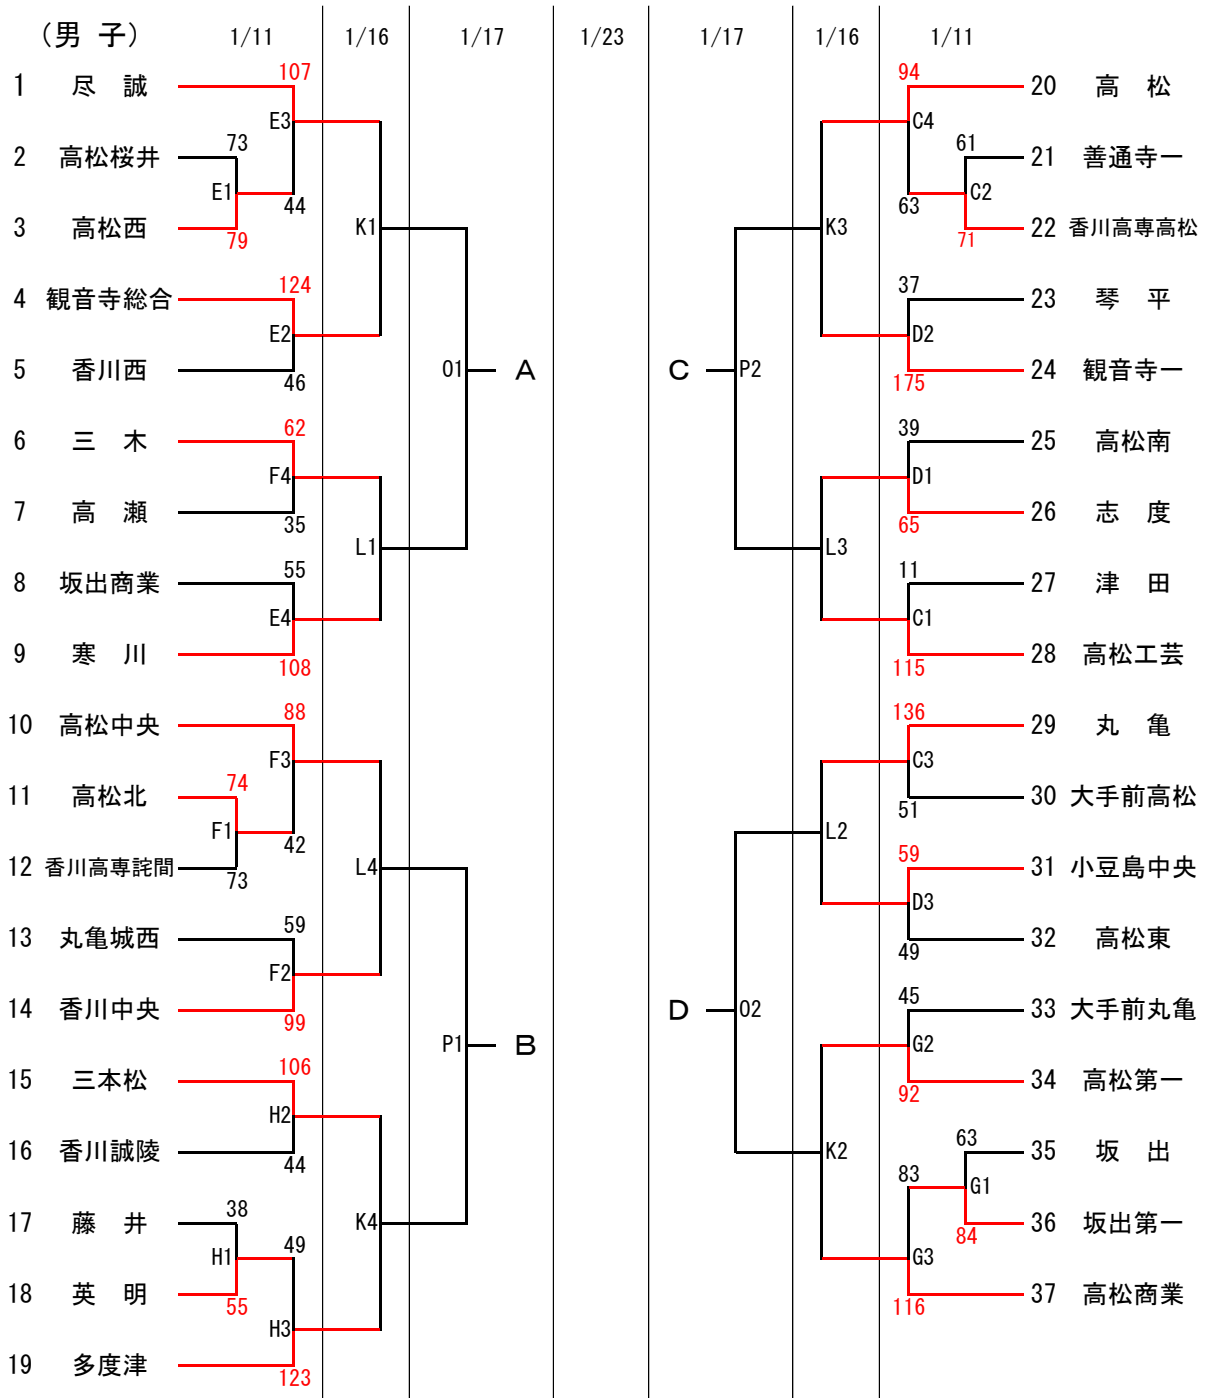 (男 子) 1/11 1/16 1/17 1/23 1/17 1/16 1/11
107 94
1 尽 誠 20 高 松
E3 C4
73 61
2 高松桜井 21 善通寺一
E1 C2
44 63
3 高松西 K1 K3 22 香川高専高松
79 71
124 37
4 観音寺総合 23 琴 平
E2 D2
5 香川西 O1 A C P2 24 観音寺一
46 175
62 39
6 三 木 25 高松南
F4 D1
7 高 瀬 26 志 度
35 65
L1 L3
55 11
8 坂出商業 27 津 田
E4 C1
9 寒 川 28 高松工芸
108 115
88 136
10 高松中央 29 丸 亀
F3 C3
74
11 高松北 30 大手前高松
51
F1 L2
42 59
12 香川高専詫間 L4 31 小豆島中央
73
D3
59
13 丸亀城西 32 高松東
49
F2
45
14 香川中央 D O2 33 大手前丸亀
99
P1 B G2
106
15 三本松 34 高松第一
92
H2
63
16 香川誠陵 K2 35 坂 出
44
83
G1
38
17 藤 井 K4 36 坂出第一
49 84
H1 G3
18 英 明 37 高松商業
55 116
H3
19 多度津
123